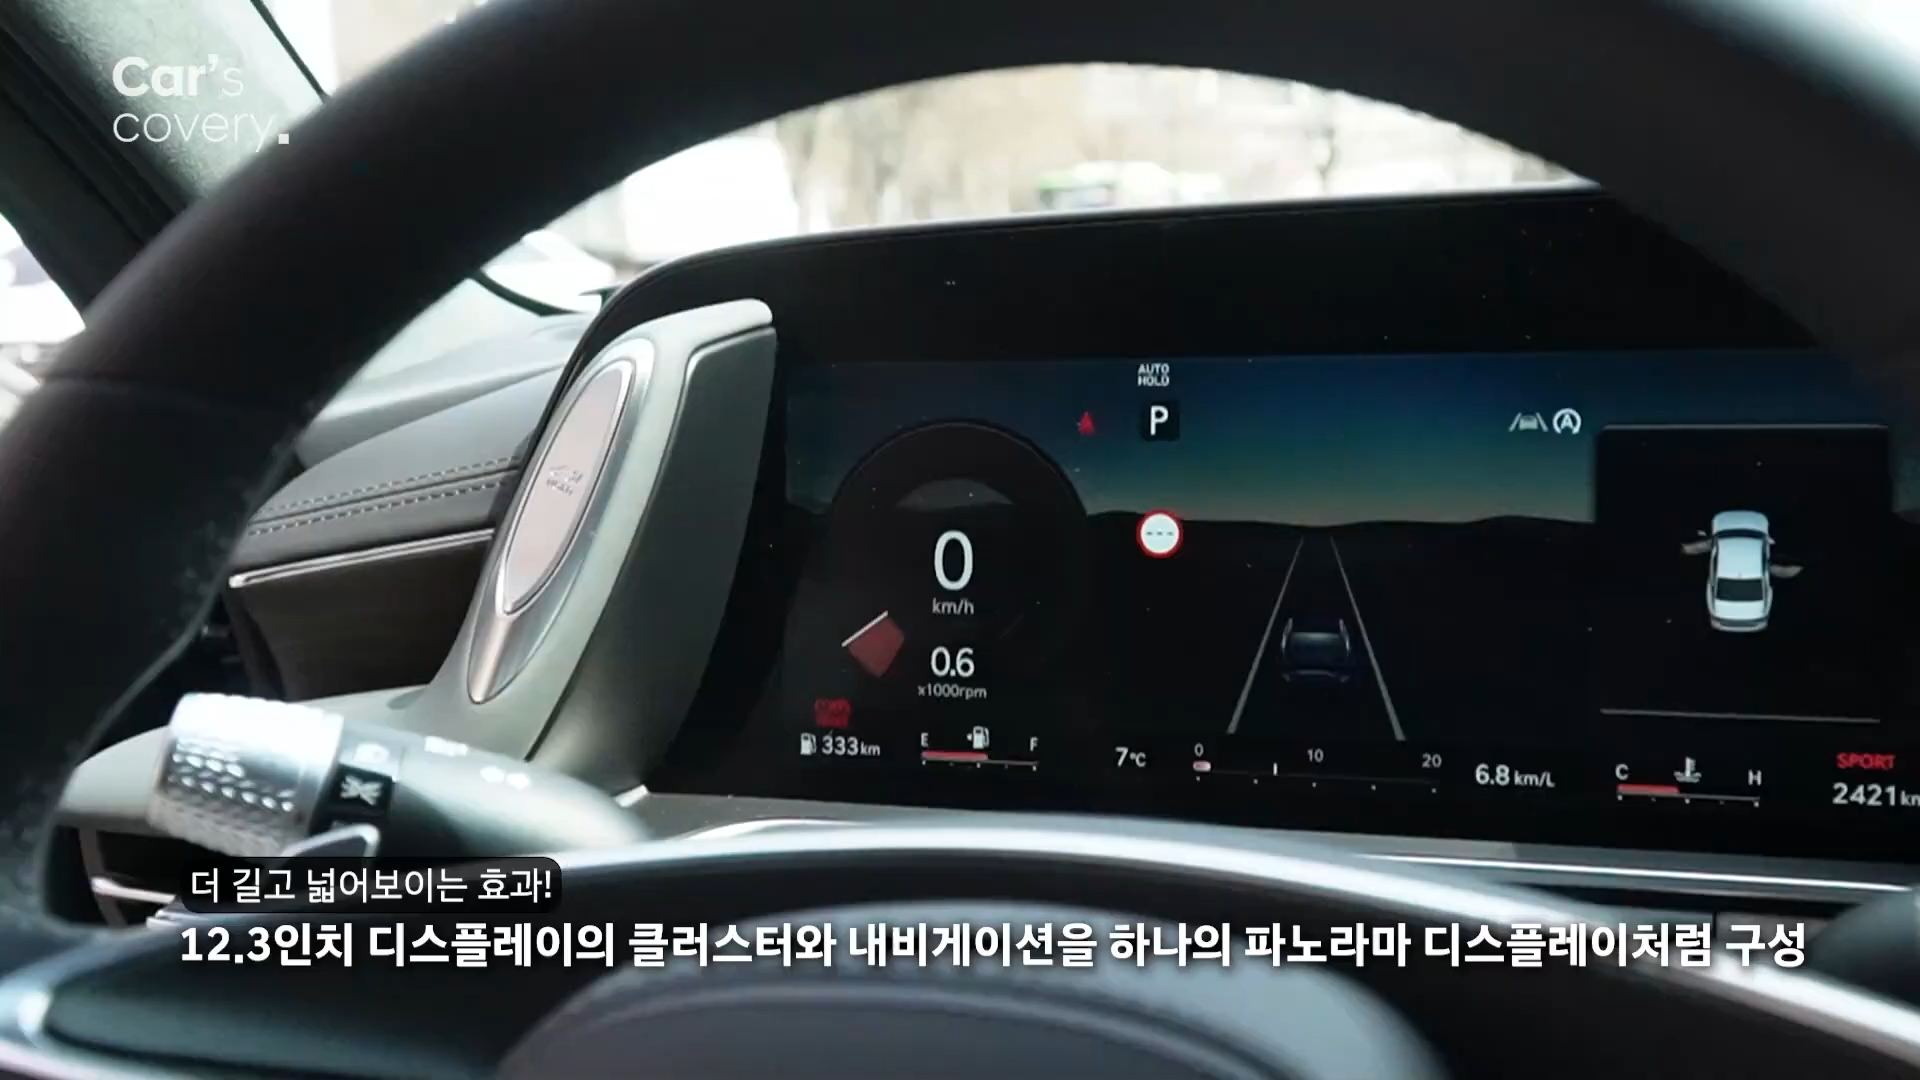 Car's
covery.
AUTO
HOLD
P
A
0
km/h
0.6
x1000rpm
333km
E F
7℃
0 10 20
6.8 km/L
C H
SPORT
2421km
더 길고 넓어보이는 효과!
12.3인치 디스플레이의 클러스터와 내비게이션을 하나의 파노라마 디스플레이처럼 구성